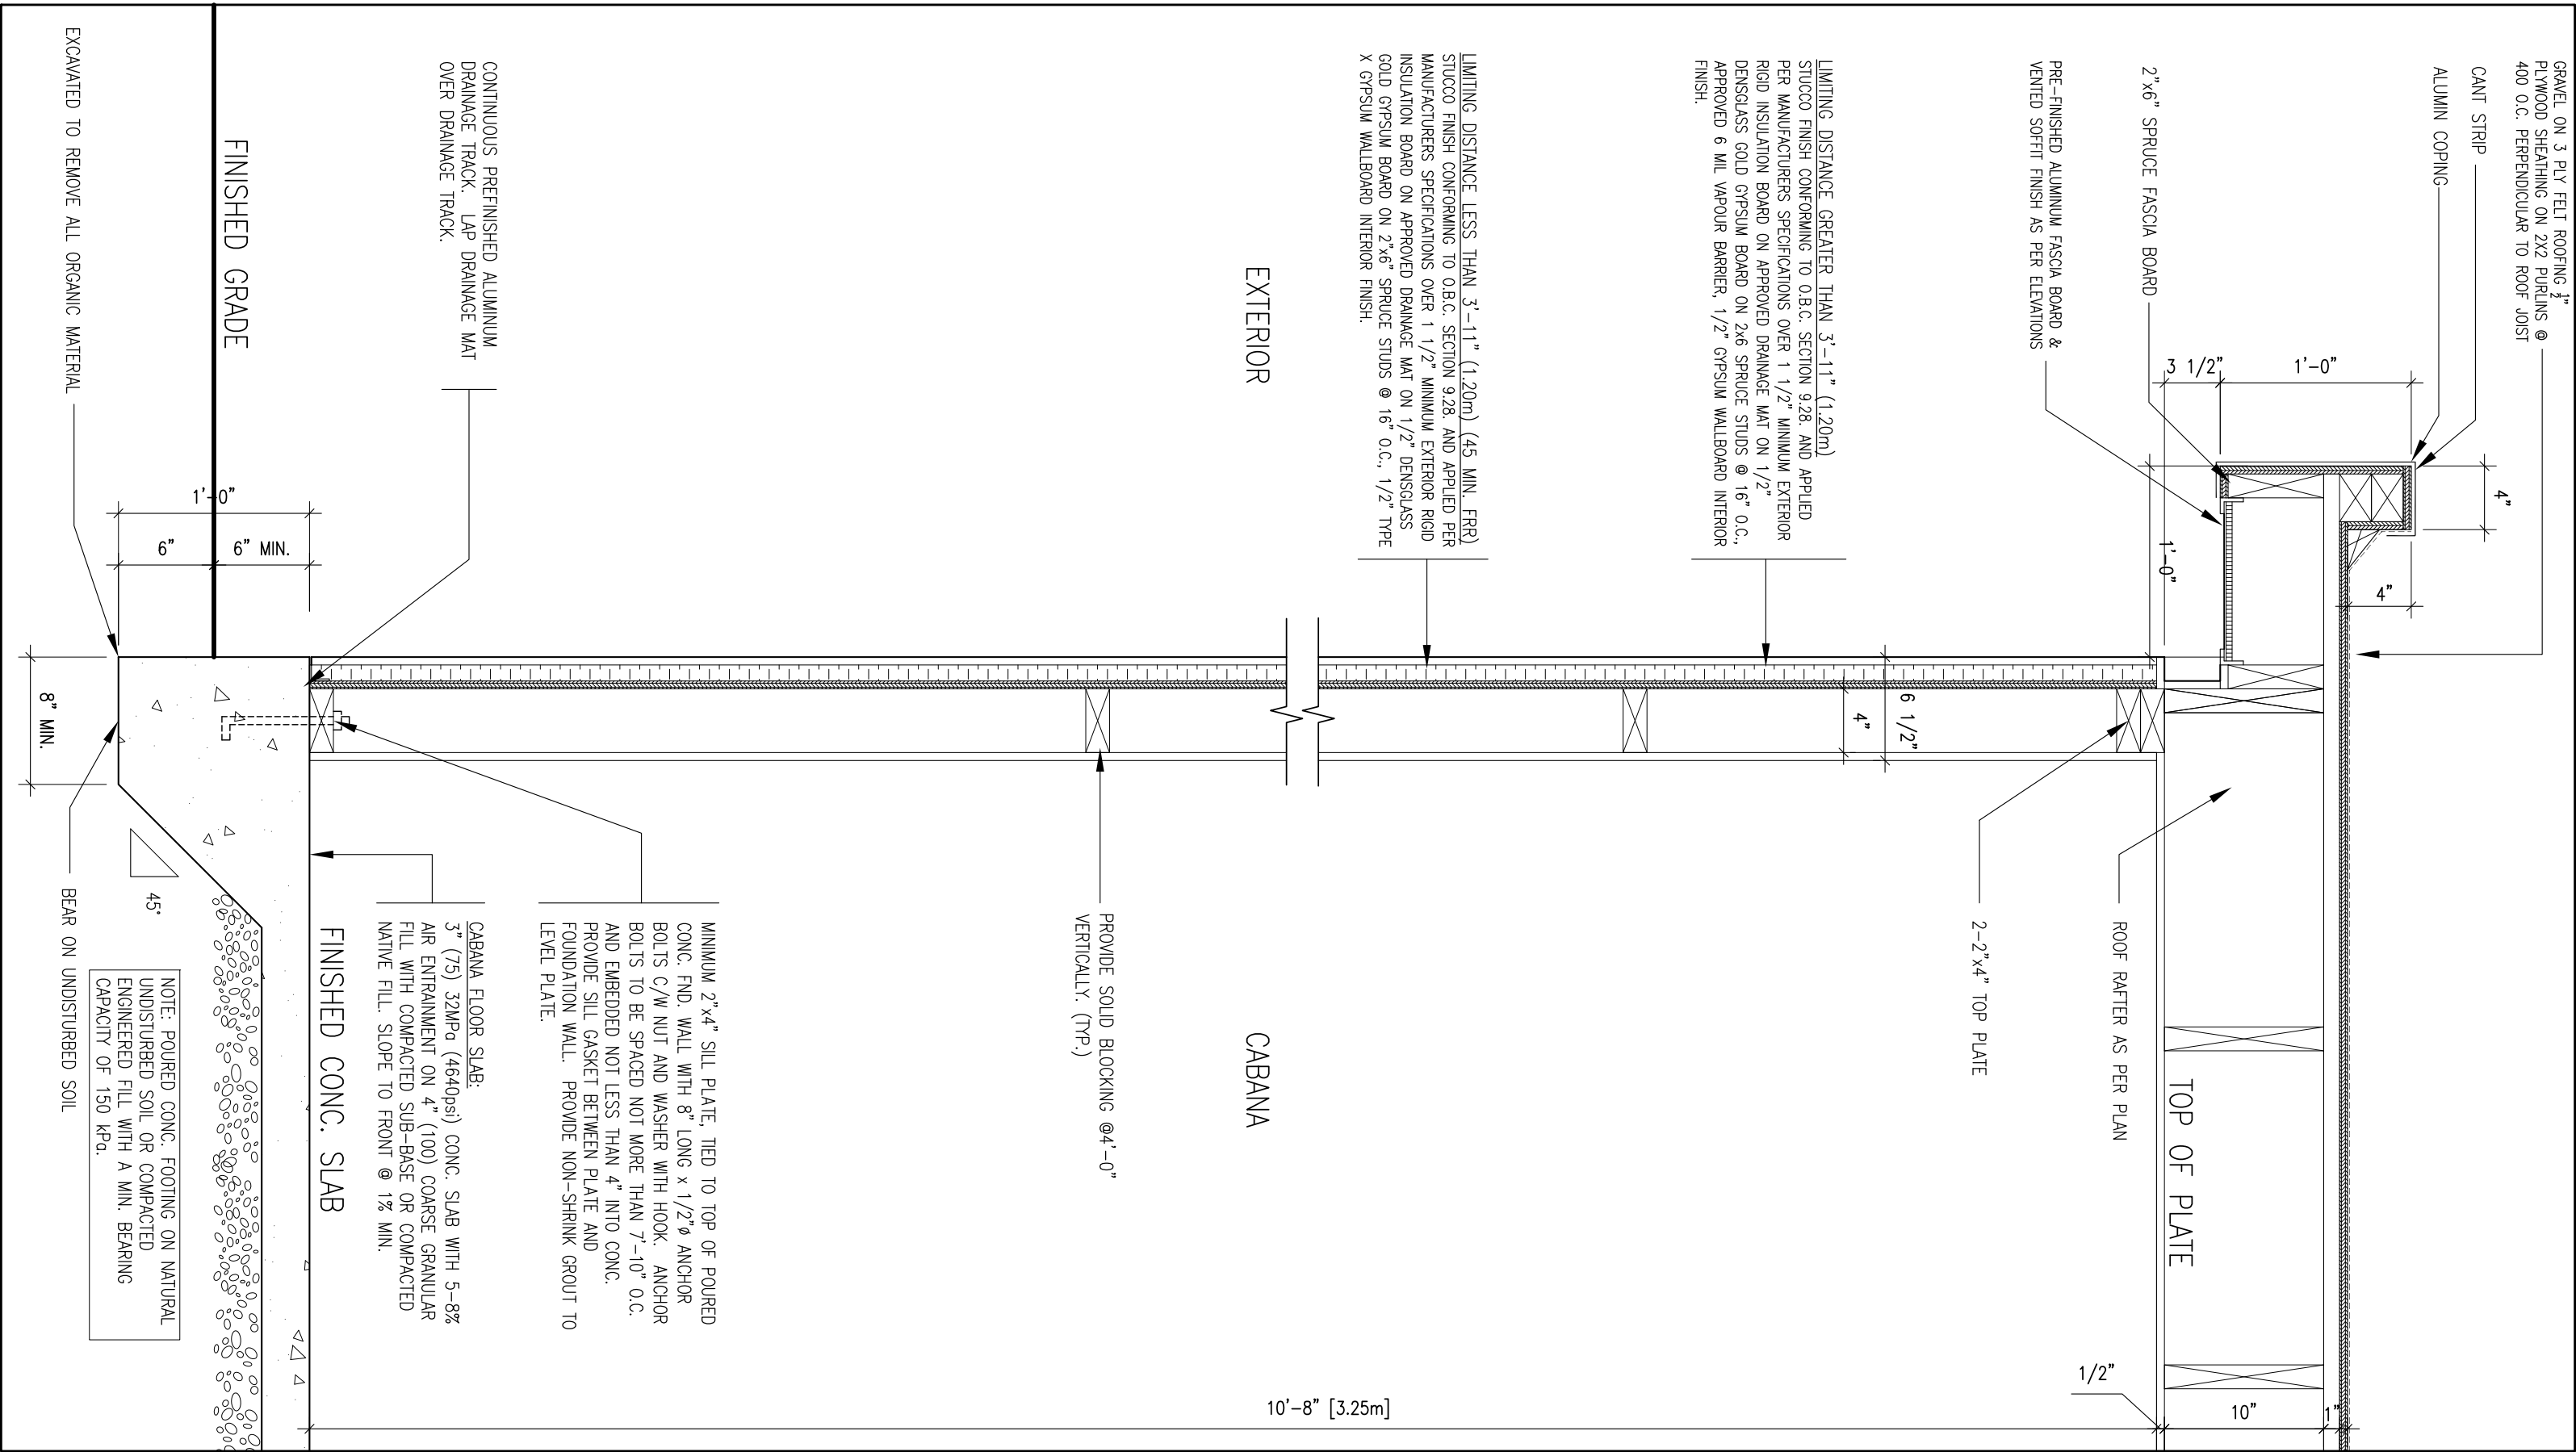 GRAVEL ON 3 PLY FELT ROOFING 1/2"
PLYWOOD SHEATHING ON 2X2 PURLINS @
400 O.C. PERPENDICULAR TO ROOF JOIST
CANT STRIP
ALUMIN COPING
2"x6" SPRUCE FASCIA BOARD
PRE-FINISHED ALUMINUM FASCIA BOARD &
VENTED SOFFIT FINISH AS PER ELEVATIONS
1'-0"
3 1/2"
4"
4"
1'-0"
LIMITING DISTANCE GREATER THAN 3'-11" (1.20m)
STUCCO FINISH CONFORMING TO O.B.C. SECTION 9.28. AND APPLIED
PER MANUFACTURERS SPECIFICATIONS OVER 1 1/2" MINIMUM EXTERIOR
RIGID INSULATION BOARD ON APPROVED DRAINAGE MAT ON 1/2"
DENSGLASS GOLD GYPSUM BOARD ON 2x6 SPRUCE STUDS @ 16" O.C.,
APPROVED 6 MIL VAPOUR BARRIER, 1/2" GYPSUM WALLBOARD INTERIOR
FINISH.
LIMITING DISTANCE LESS THAN 3'-11" (1.20m) (45 MIN. FRR)
STUCCO FINISH CONFORMING TO O.B.C. SECTION 9.28. AND APPLIED PER
MANUFACTURERS SPECIFICATIONS OVER 1 1/2" MINIMUM EXTERIOR RIGID
INSULATION BOARD ON APPROVED DRAINAGE MAT ON 1/2" DENSGLASS
GOLD GYPSUM BOARD ON 2"x6" SPRUCE STUDS @ 16" O.C., 1/2" TYPE
X GYPSUM WALLBOARD INTERIOR FINISH.
EXTERIOR
CONTINUOUS PREFINISHED ALUMINUM
DRAINAGE TRACK. LAP DRAINAGE MAT
OVER DRAINAGE TRACK.
FINISHED GRADE
EXCAVATED TO REMOVE ALL ORGANIC MATERIAL
1'-0"
6"
6" MIN.
8" MIN.
6 1/2"
4"
TOP OF PLATE
ROOF RAFTER AS PER PLAN
2-2"x4" TOP PLATE
CABANA
PROVIDE SOLID BLOCKING @4'-0"
VERTICALLY. (TYP.)
MINIMUM 2"x4" SILL PLATE, TIED TO TOP OF POURED
CONC. FND. WALL WITH 8" LONG x 1/2"ø ANCHOR
BOLTS C/W NUT AND WASHER WITH HOOK. ANCHOR
BOLTS TO BE SPACED NOT MORE THAN 7'-10" O.C.
AND EMBEDDED NOT LESS THAN 4" INTO CONC.
PROVIDE SILL GASKET BETWEEN PLATE AND
FOUNDATION WALL. PROVIDE NON-SHRINK GROUT TO
LEVEL PLATE.
CABANA FLOOR SLAB:
3" (75) 32MPa (4640psi) CONC. SLAB WITH 5-8%
AIR ENTRAINMENT ON 4" (100) COARSE GRANULAR
FILL WITH COMPACTED SUB-BASE OR COMPACTED
NATIVE FILL. SLOPE TO FRONT @ 1% MIN.
FINISHED CONC. SLAB
45°
NOTE: POURED CONC. FOOTING ON NATURAL
UNDISTURBED SOIL OR COMPACTED
ENGINEERED FILL WITH A MIN. BEARING
CAPACITY OF 150 kPa.
BEAR ON UNDISTURBED SOIL
10'-8" [3.25m]
1/2"
10"
1"